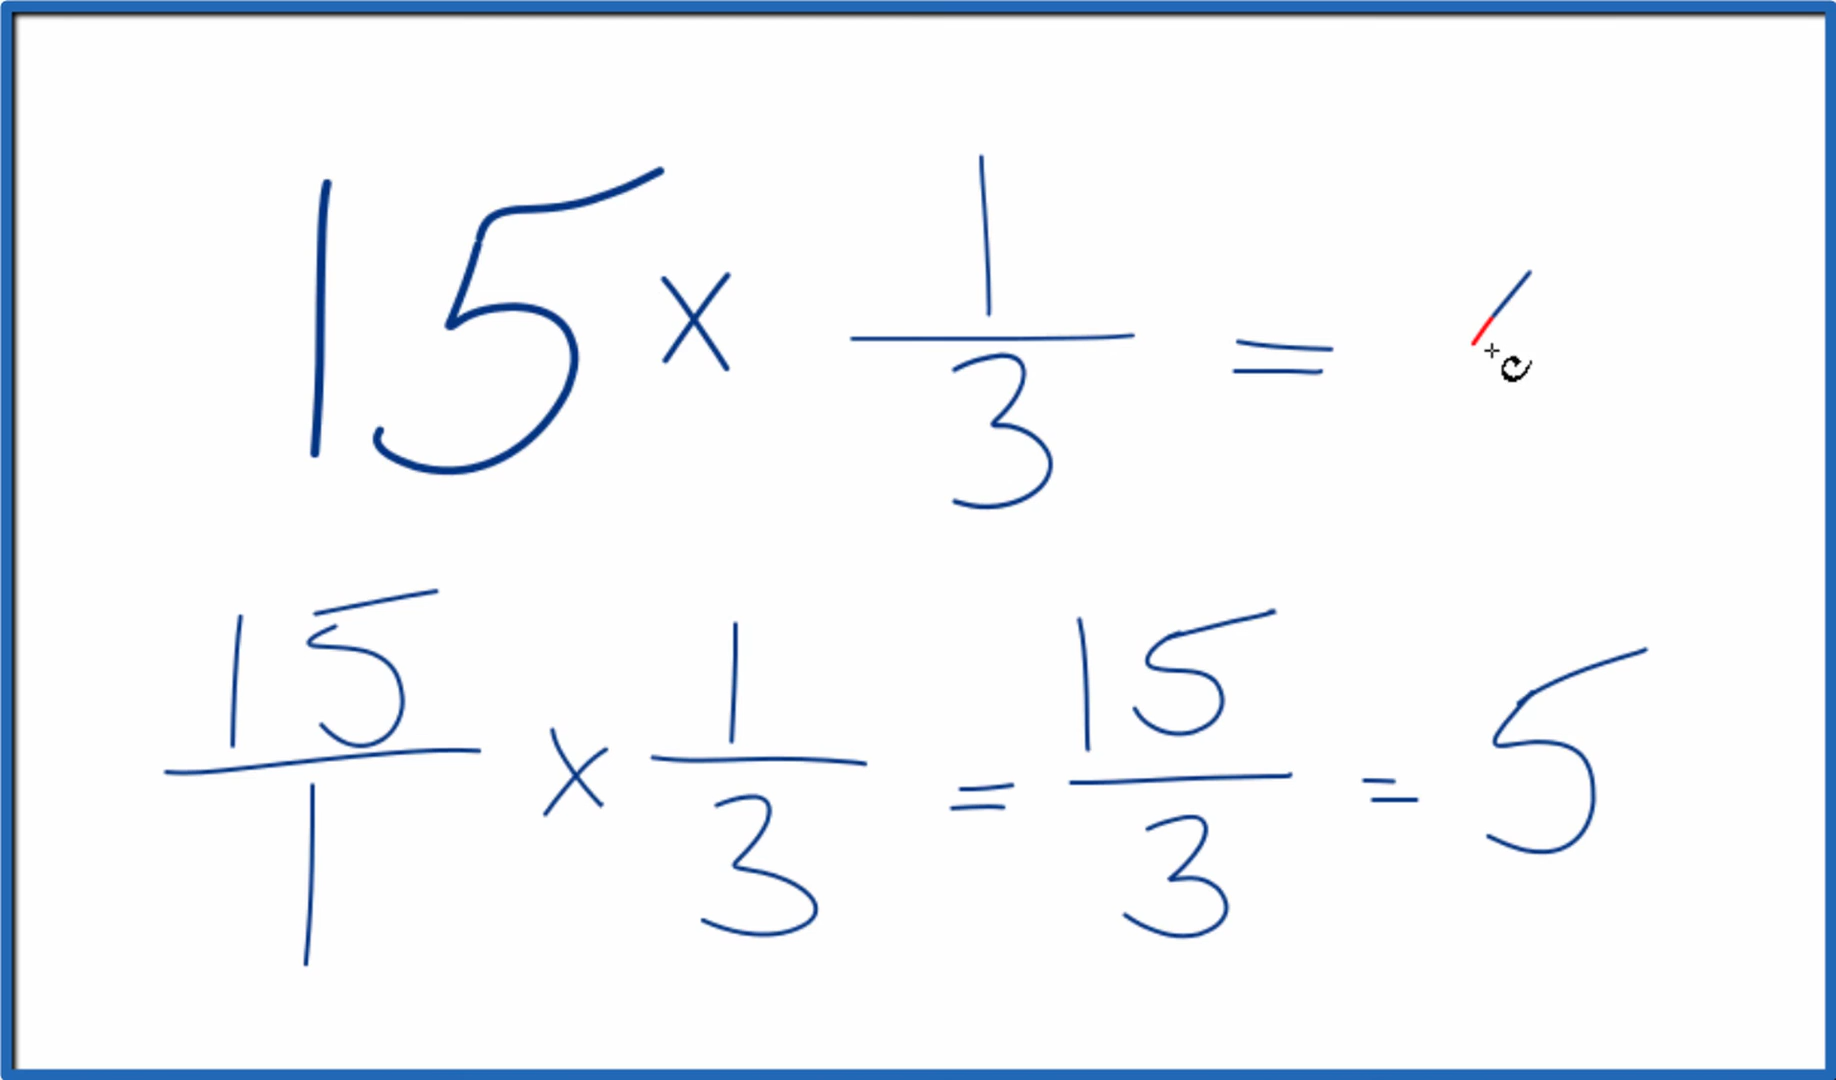 15 × 1/3 =
15/1 × 1/3 = 15/3 = 5